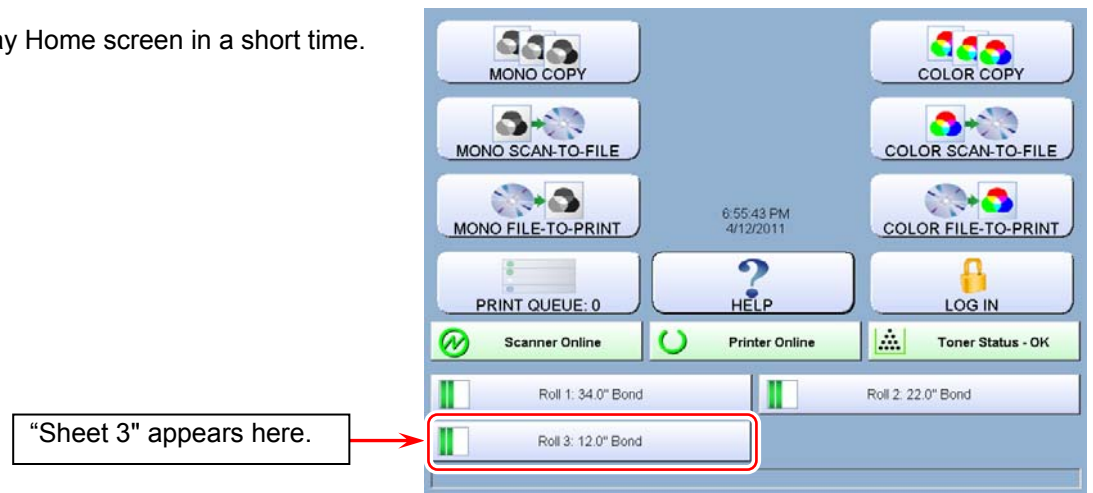 ay Home screen in a short time.
MONO COPY
COLOR COPY
MONO SCAN-TO-FILE
COLOR SCAN-TO-FILE
MONO FILE-TO-PRINT
6:55:43 PM
4/12/2011
COLOR FILE-TO-PRINT
PRINT QUEUE: 0
HELP
LOG IN
Scanner Online
Printer Online
Toner Status - OK
Roll 1: 34.0" Bond
Roll 2: 22.0" Bond
“Sheet 3" appears here.
Roll 3: 12.0" Bond